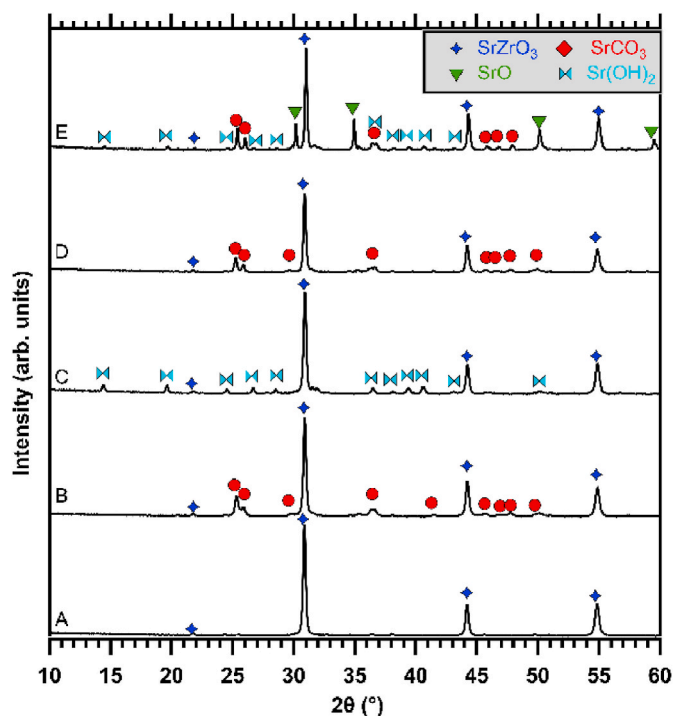 SrZrO₃ SrCO₃
SrO Sr(OH)₂
E
D
C
B
A
Intensity (arb. units)
10 15 20 25 30 35 40 45 50 55 60
2θ (°)